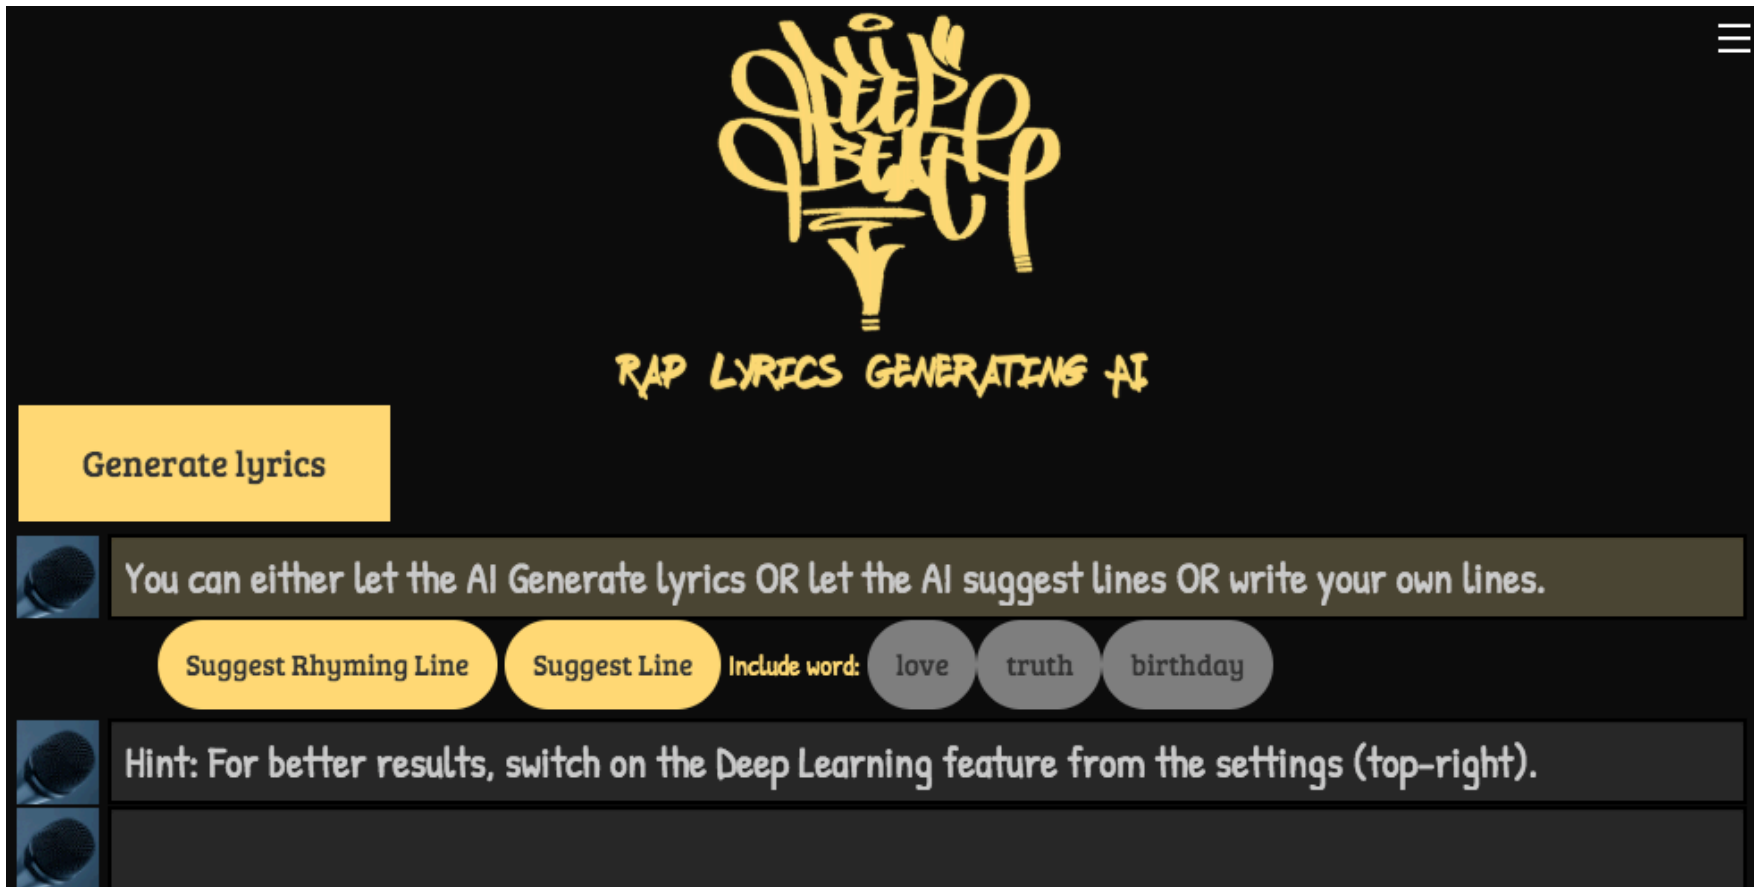 DEEP
BEAT
RAP LYRICS GENERATING AI
Generate lyrics
You can either let the AI Generate lyrics OR let the AI suggest lines OR write your own lines.
Suggest Rhyming Line Suggest Line Include word: love truth birthday
Hint: For better results, switch on the Deep Learning feature from the settings (top-right).